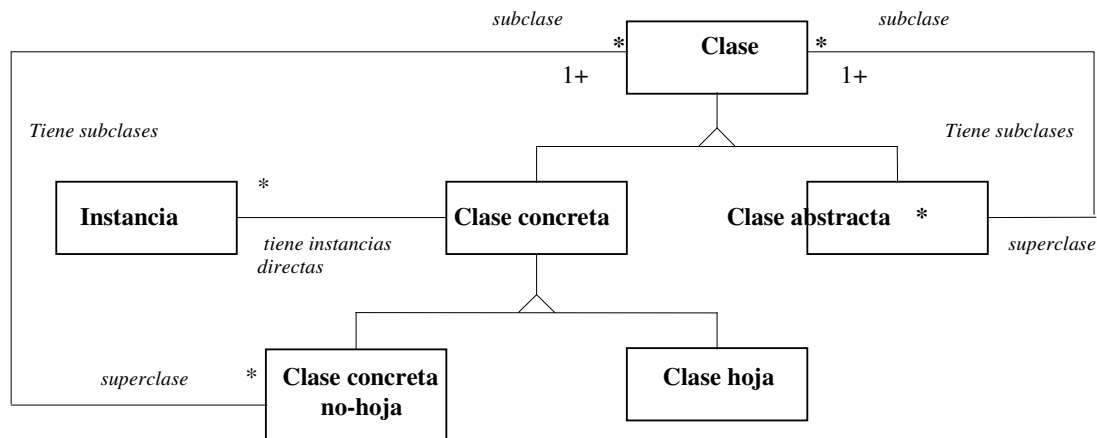 subclase
subclase
* Clase *
1+
1+
Tiene subclases
Tiene subclases
*
Instancia
Clase concreta
Clase abstracta *
tiene instancias
directas
superclase
superclase
*
Clase concreta
no-hoja
Clase hoja